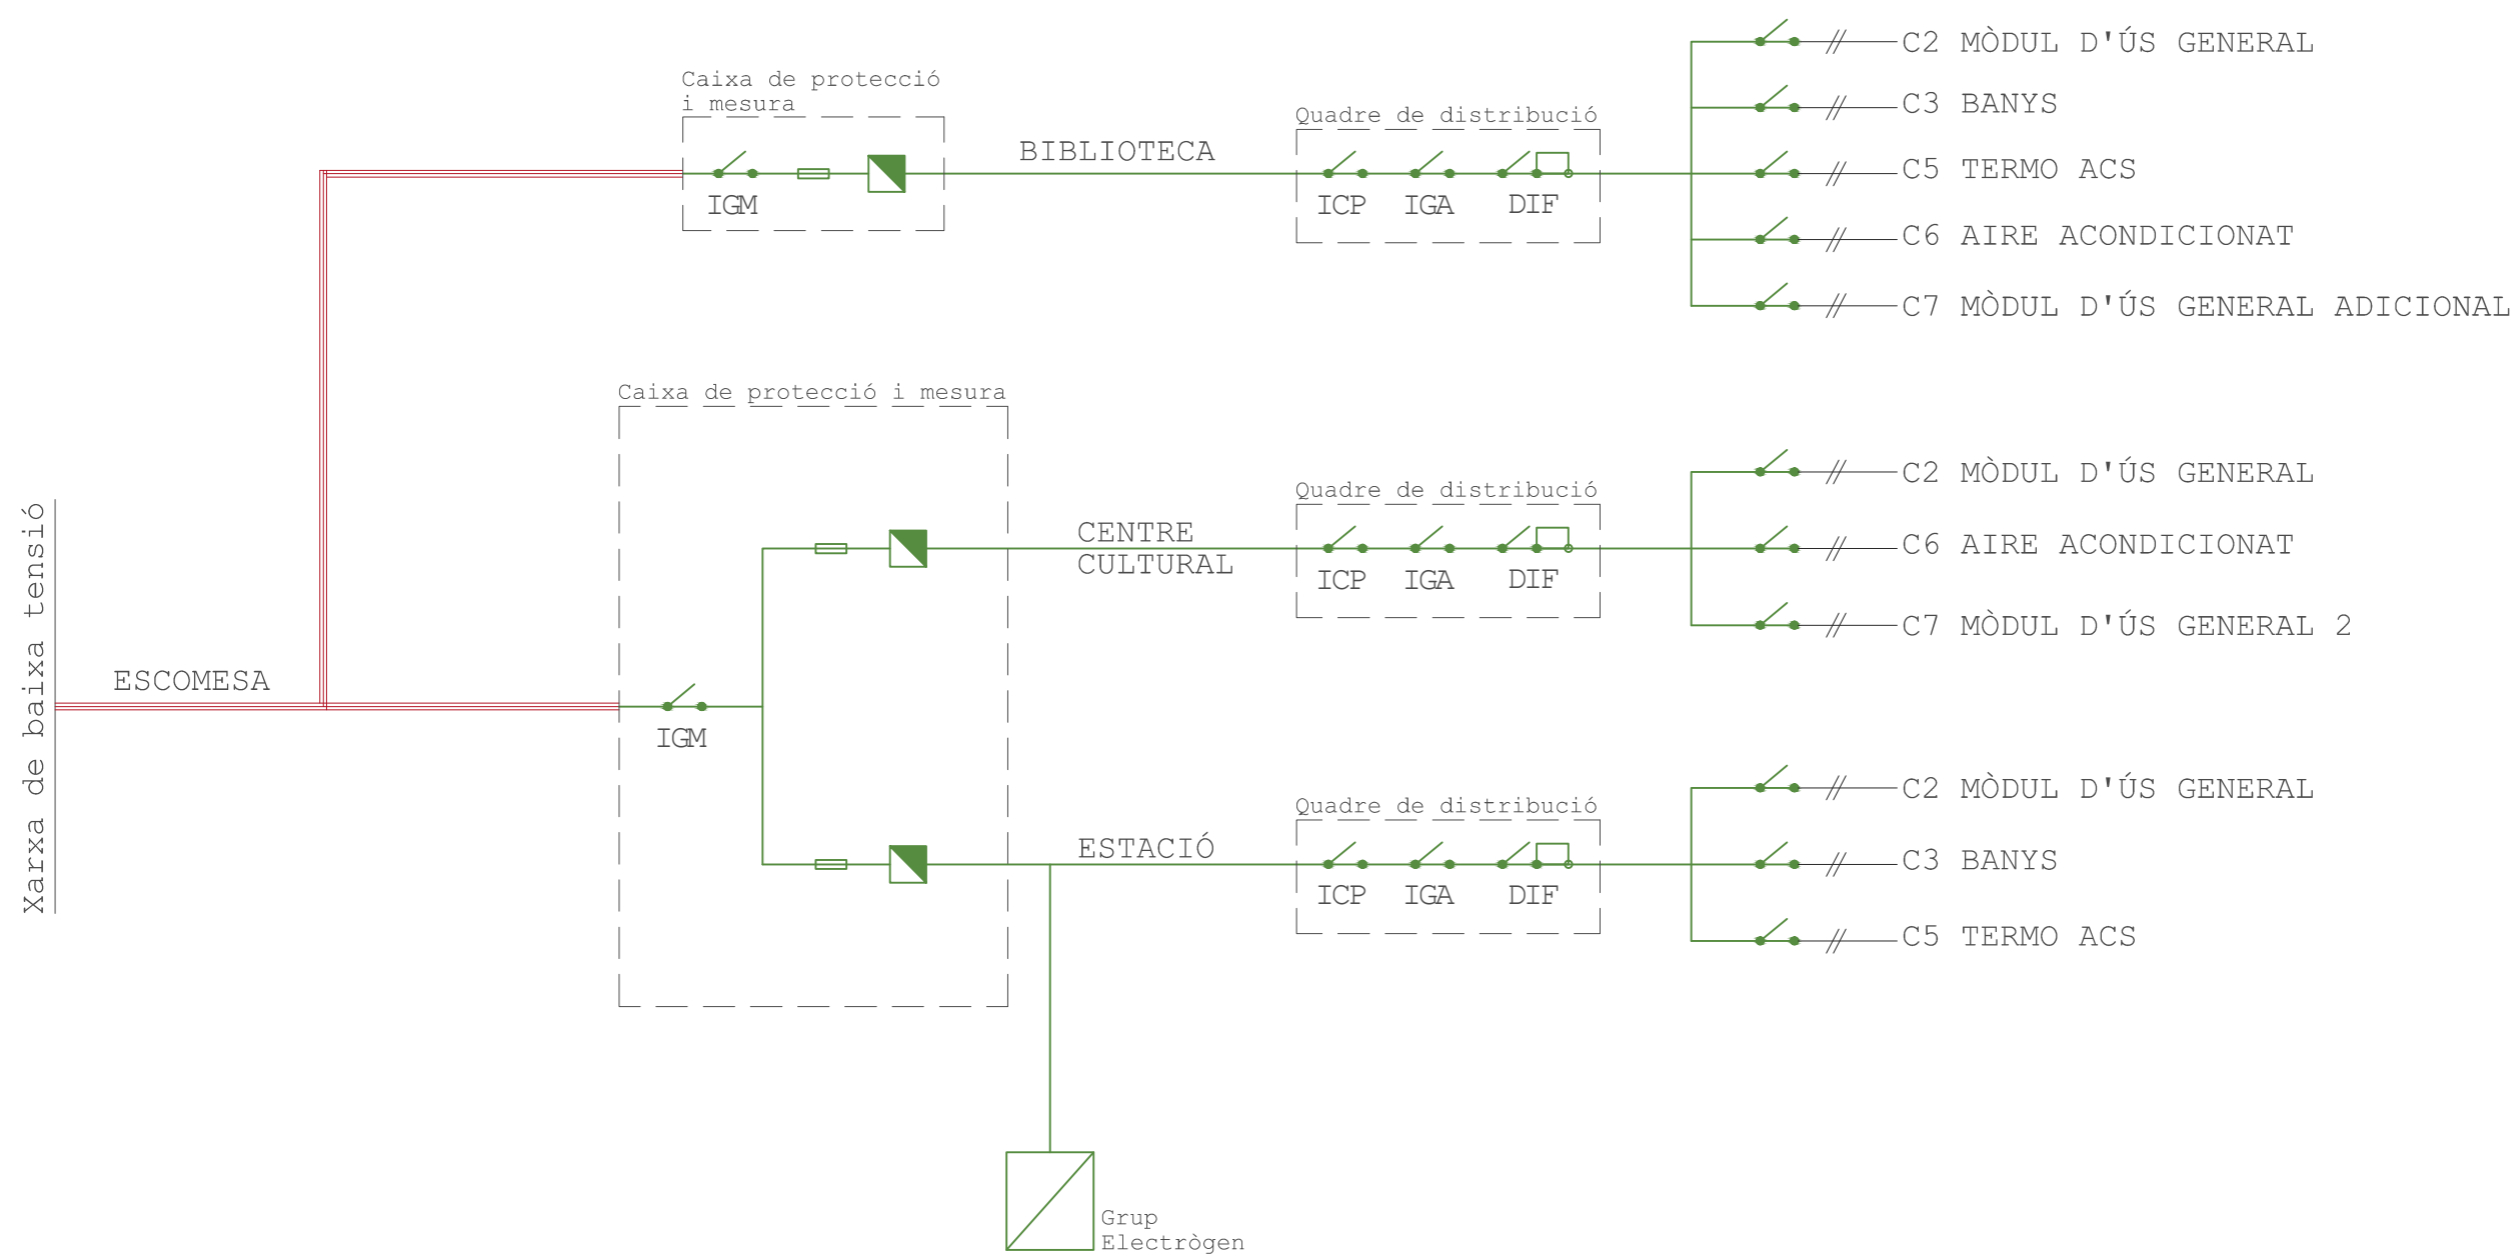 Caixa de protecció
i mesura
IGM
BIBLIOTECA
Quadre de distribució
ICP IGA DIF
C2 MÒDUL D'ÚS GENERAL
C3 BANYS
C5 TERMO ACS
C6 AIRE ACONDICIONAT
C7 MÒDUL D'ÚS GENERAL ADICIONAL
Xarxa de baixa tensió
ESCOMESA
Caixa de protecció i mesura
IGM
CENTRE
CULTURAL
Quadre de distribució
ICP IGA DIF
C2 MÒDUL D'ÚS GENERAL
C6 AIRE ACONDICIONAT
C7 MÒDUL D'ÚS GENERAL 2
ESTACIÓ
Quadre de distribució
ICP IGA DIF
C2 MÒDUL D'ÚS GENERAL
C3 BANYS
C5 TERMO ACS
Grup
Electrògen